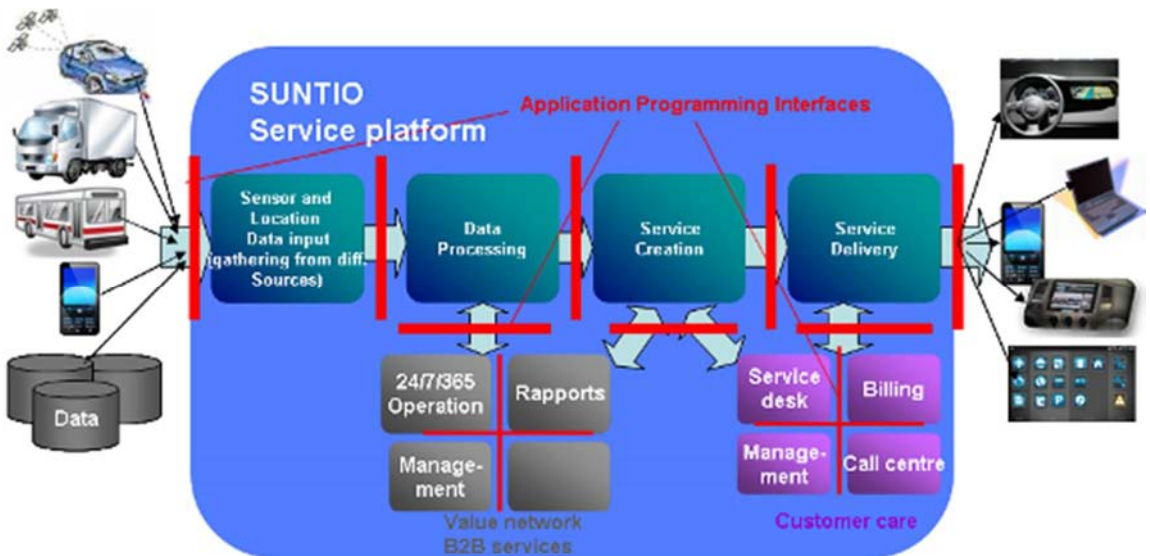 SUNTIO
Service platform
Application Programming Interfaces
Sensor and
Location
Data input
(gathering from diff.
Sources)
Data
Processing
Service
Creation
Service
Delivery
Data
24/7/365
Operation
Rapports
Manage-
ment
Value network
B2B services
Service
desk
Billing
Manage-
ment
Call centre
Customer care